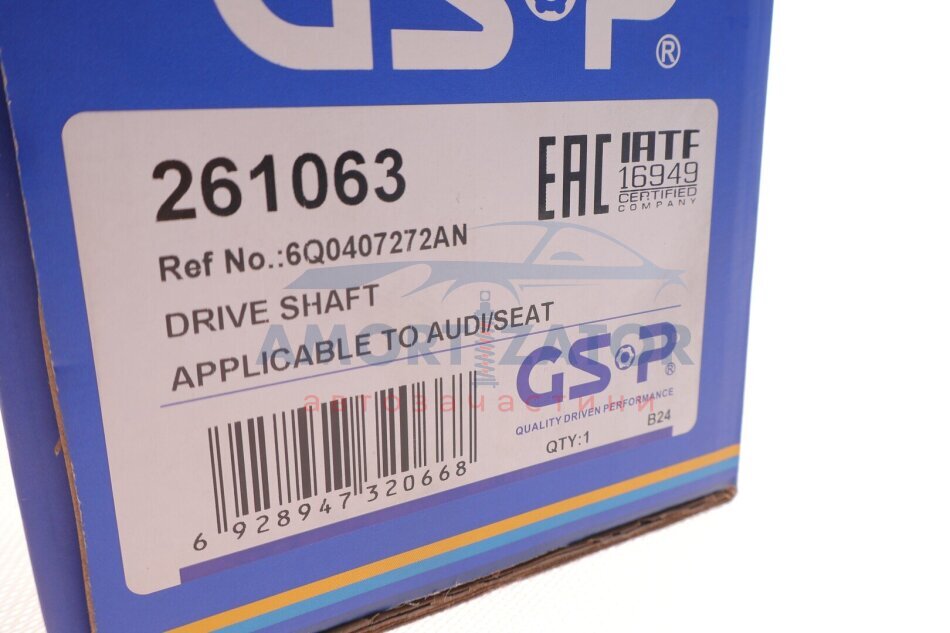 GSP®
261063
EAC
IATF
16949
CERTIFIED
COMPANY
Ref No.:6Q0407272AN
DRIVE SHAFT
APPLICABLE TO AUDI/SEAT
AMORTIZATOR
автозапчастини
GSP®
QUALITY DRIVEN PERFORMANCE
QTY:1
B24
6 928947 320668